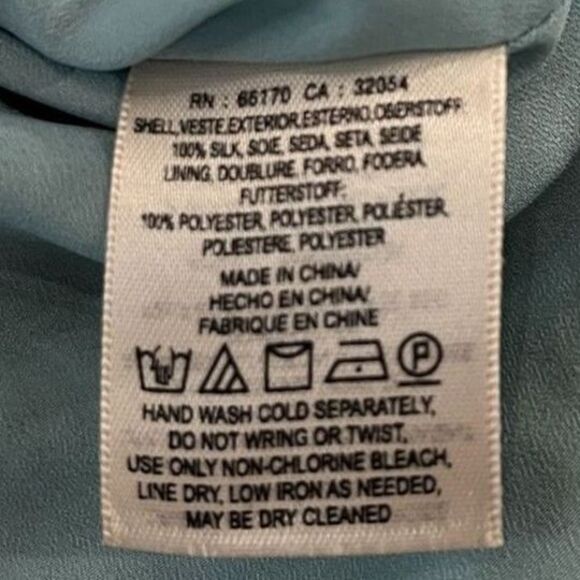 RN : 66170 CA : 32054
SHELL,VESTE,EXTERIOR,ESTERNO,OBERSTOFF:
100% SILK, SOIE, SEDA, SETA, SEIDE
LINING, DOUBLURE, FORRO, FODERA,
FUTTERSTOFF:
100% POLYESTER, POLYESTER, POLIÉSTER,
POLIESTERE, POLYESTER
MADE IN CHINA/
HECHO EN CHINA/
FABRIQUE EN CHINE
P
HAND WASH COLD SEPARATELY,
DO NOT WRING OR TWIST,
USE ONLY NON-CHLORINE BLEACH,
LINE DRY, LOW IRON AS NEEDED,
MAY BE DRY CLEANED